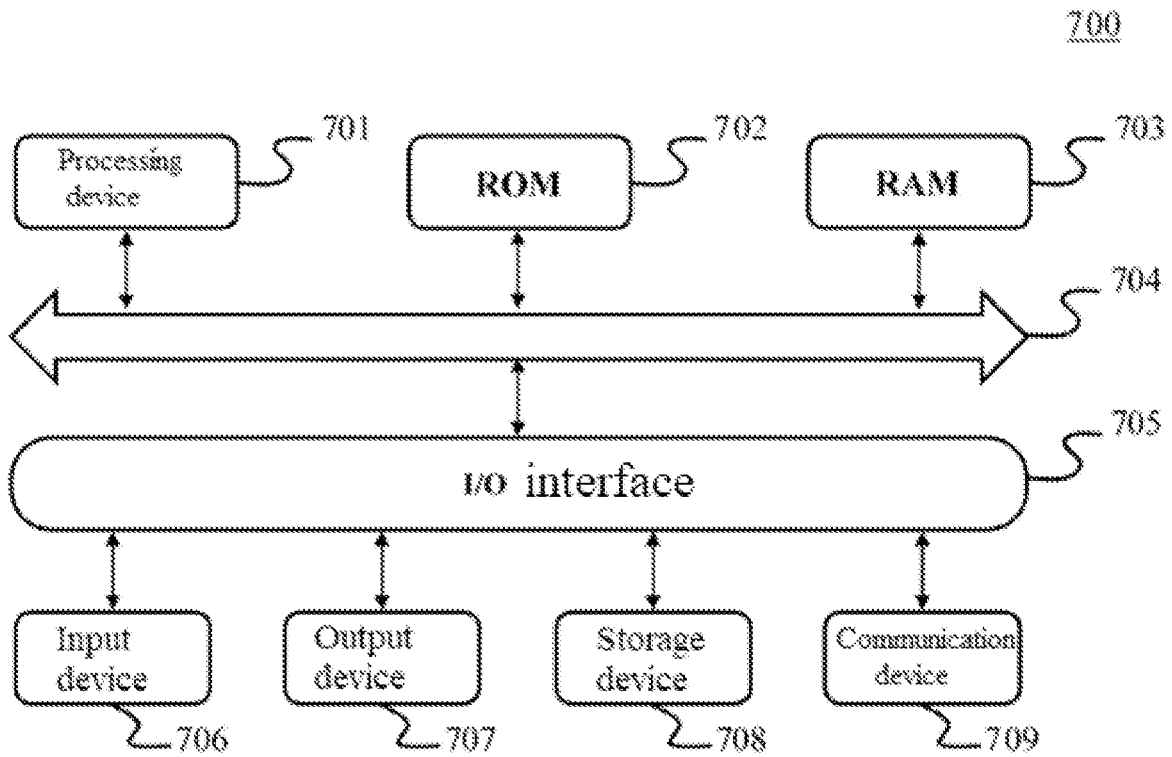 700
701
702
703
Processing
device
ROM
RAM
704
705
I/O interface
Input
device
Output
device
Storage
device
Communication
device
706
707
708
709